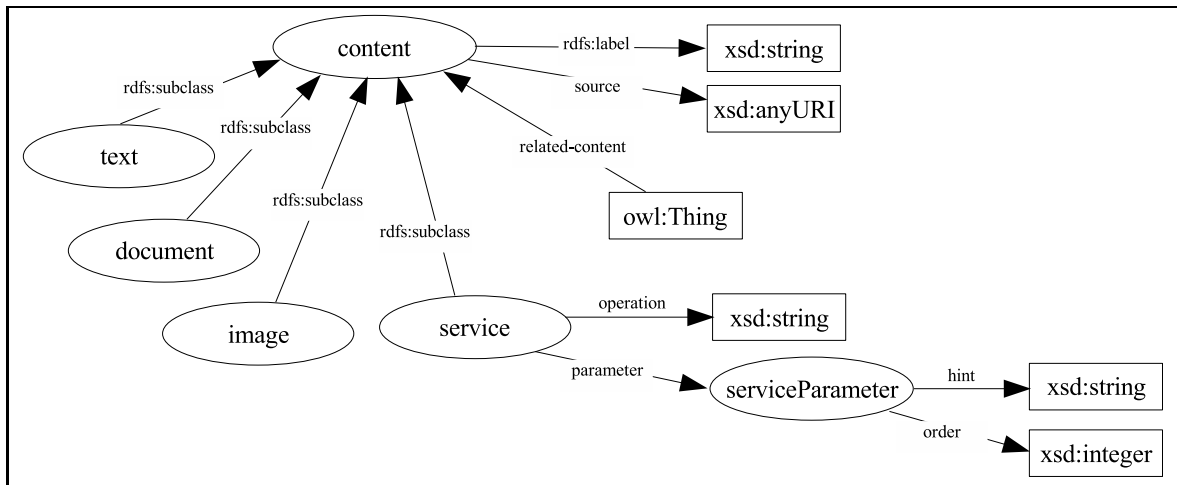 content
rdfs:label
xsd:string
rdfs:subclass
source
xsd:anyURI
rdfs:subclass
text
related-content
rdfs:subclass
owl:Thing
rdfs:subclass
document
operation
xsd:string
image
service
parameter
serviceParameter
hint
xsd:string
order
xsd:integer